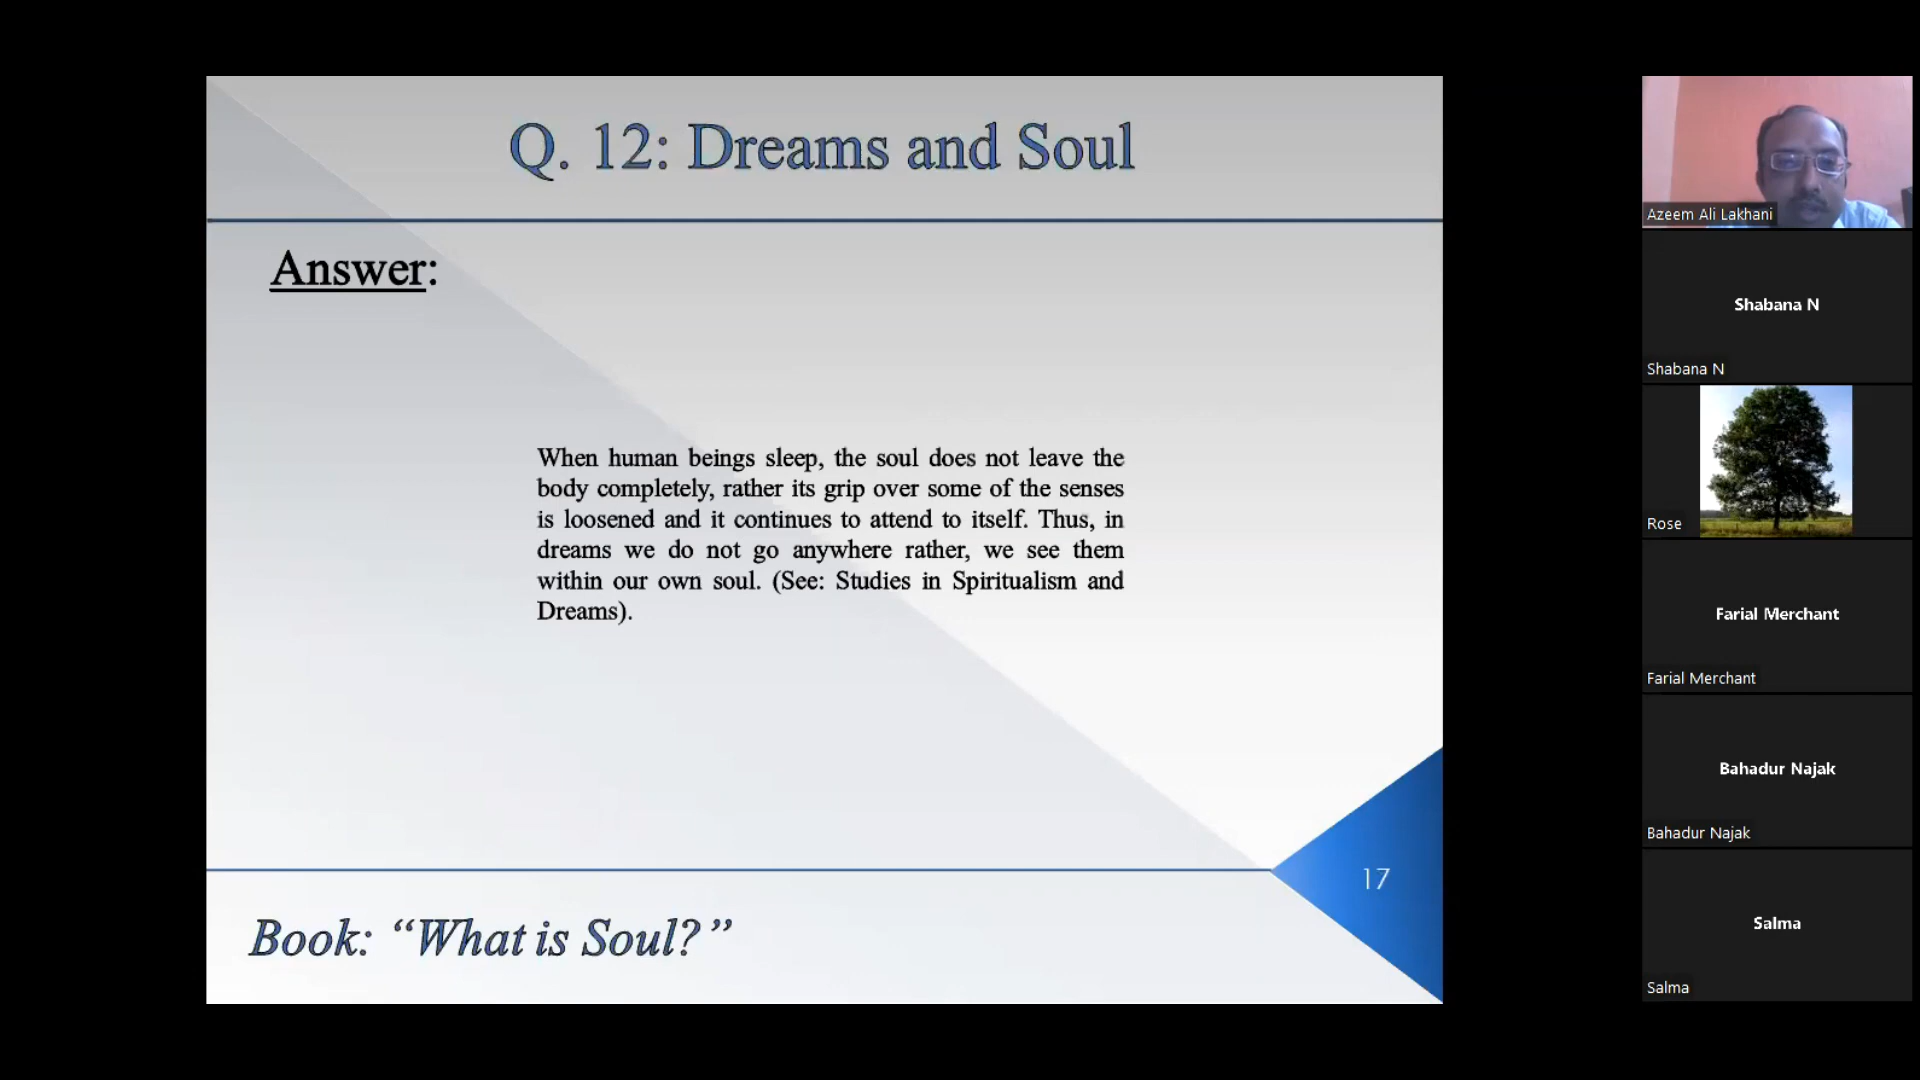 Q. 12: Dreams and Soul
Answer:
When human beings sleep, the soul does not leave the
body completely, rather its grip over some of the senses
is loosened and it continues to attend to itself. Thus, in
dreams we do not go anywhere rather, we see them
within our own soul. (See: Studies in Spiritualism and
Dreams).
17
Book: “What is Soul?”
Azeem Ali Lakhani
Shabana N
Shabana N
Rose
Farial Merchant
Farial Merchant
Bahadur Najak
Bahadur Najak
Salma
Salma